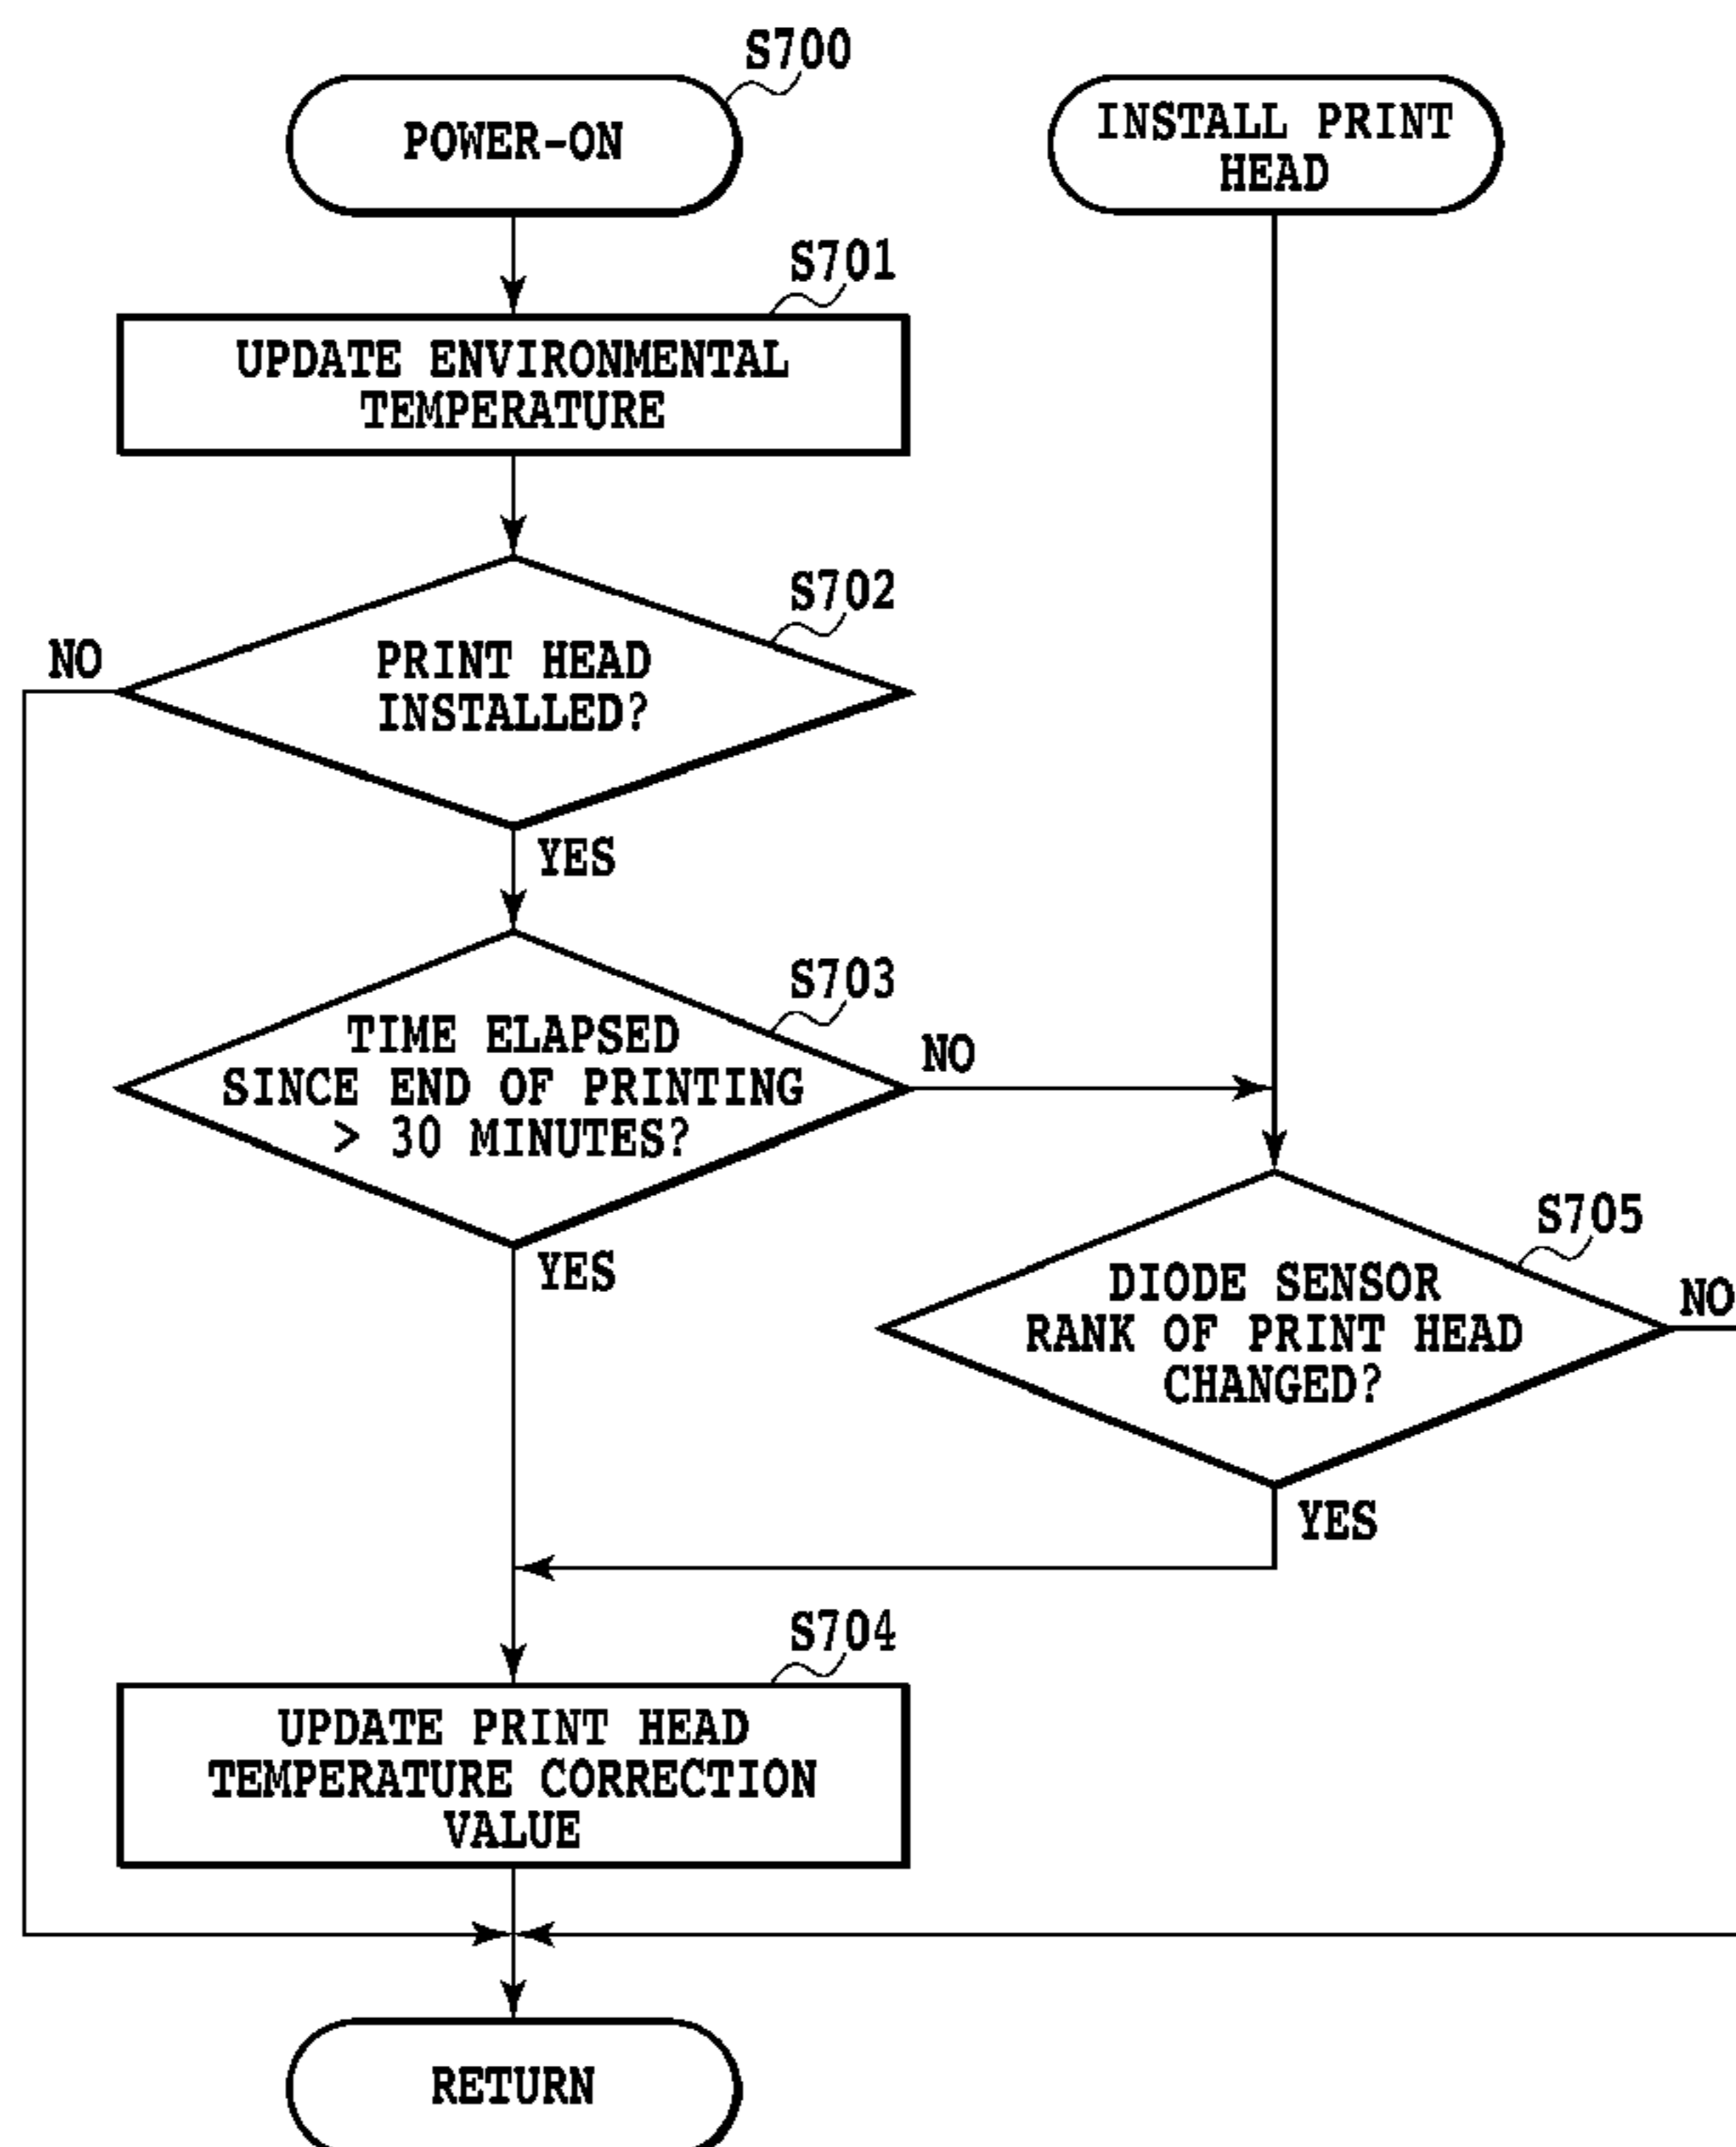 S700
POWER-ON
INSTALL PRINT
HEAD
S701
UPDATE ENVIRONMENTAL
TEMPERATURE
S702
NO
PRINT HEAD
INSTALLED?
YES
S703
TIME ELAPSED
SINCE END OF PRINTING
> 30 MINUTES?
NO
YES
S705
DIODE SENSOR
RANK OF PRINT HEAD
CHANGED?
NO
YES
S704
UPDATE PRINT HEAD
TEMPERATURE CORRECTION
VALUE
RETURN